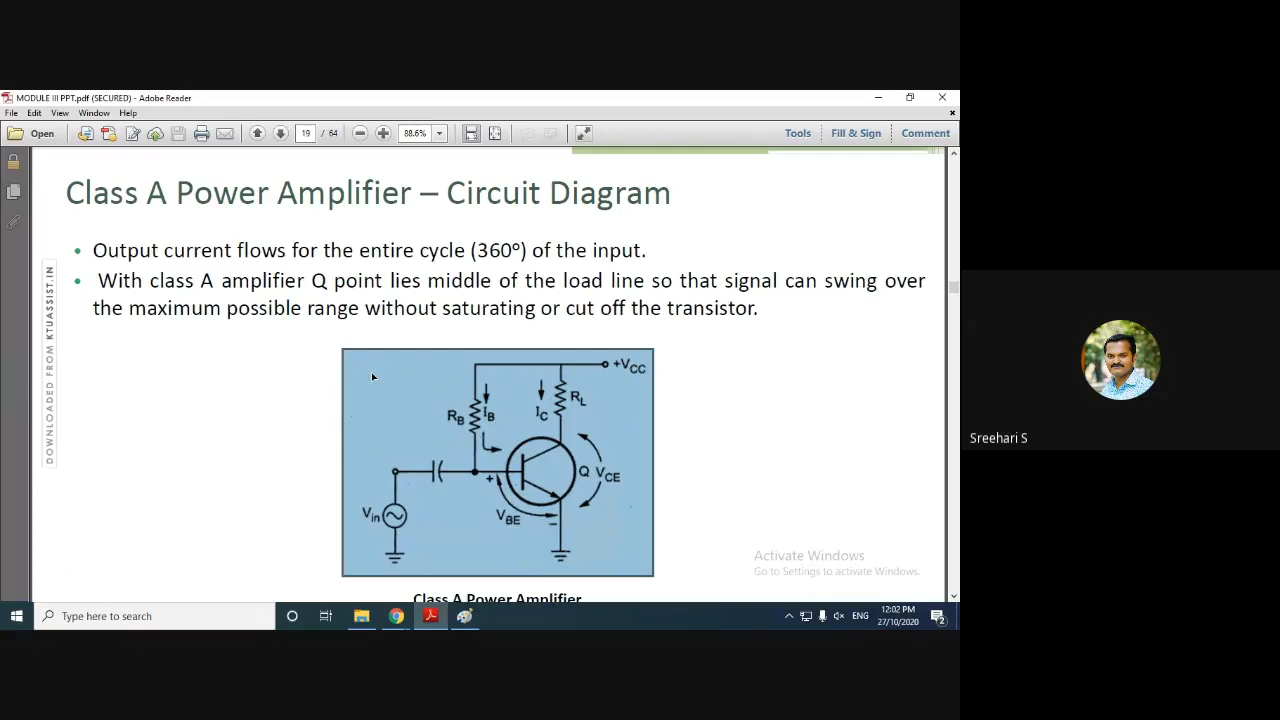 MODULE III PPT.pdf (SECURED) - Adobe Reader
File Edit View Window Help
Open 19 / 64 88.6% Tools Fill & Sign Comment
Class A Power Amplifier – Circuit Diagram
• Output current flows for the entire cycle (360º) of the input.
• With class A amplifier Q point lies middle of the load line so that signal can swing over
the maximum possible range without saturating or cut off the transistor.
DOWNLOADED FROM KTUASSIST.IN
+VCC
RB IB IC RL
+ Q VCE
Vin VBE −
Class A Power Amplifier
Activate Windows
Go to Settings to activate Windows.
Sreehari S
Type here to search
ENG
12:02 PM
27/10/2020
2